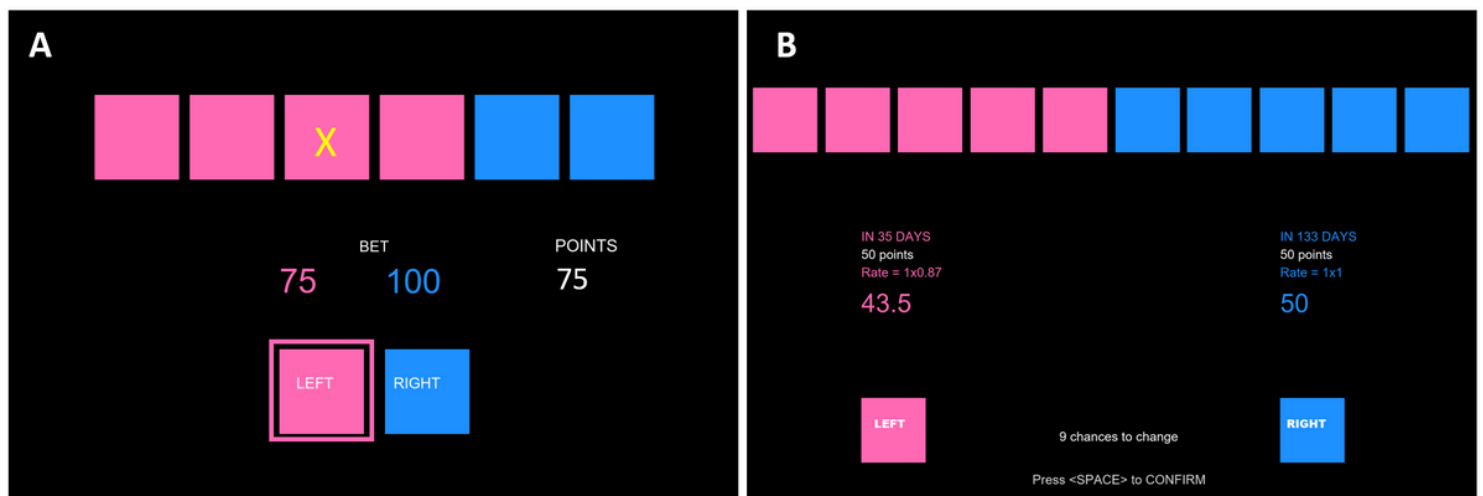 A
X
BET POINTS
75 100 75
LEFT RIGHT
B
IN 35 DAYS
50 points
Rate = 1x0.87
43.5
IN 133 DAYS
50 points
Rate = 1x1
50
LEFT
9 chances to change
RIGHT
Press <SPACE> to CONFIRM